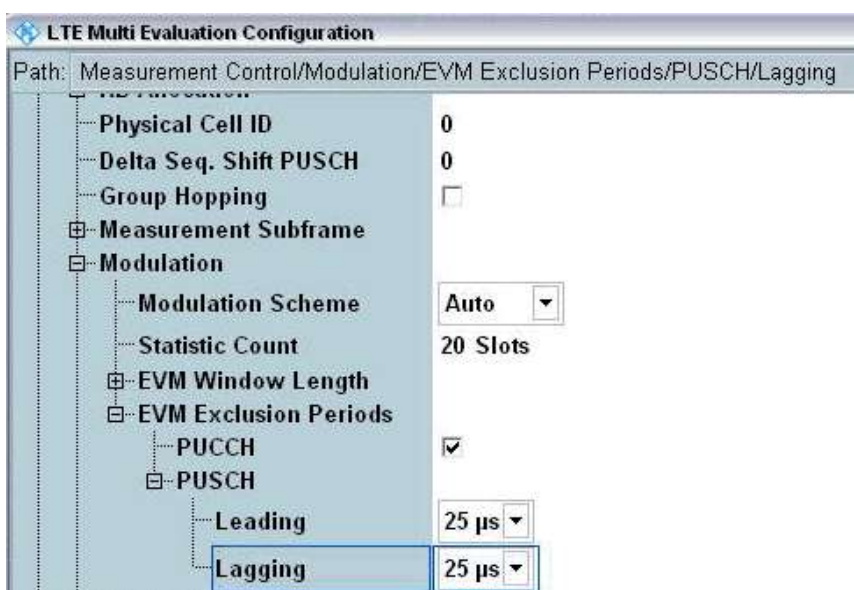 LTE Multi Evaluation Configuration
Path: Measurement Control/Modulation/EVM Exclusion Periods/PUSCH/Lagging
Physical Cell ID 0
Delta Seq. Shift PUSCH 0
Group Hopping
Measurement Subframe
Modulation
Modulation Scheme Auto
Statistic Count 20 Slots
EVM Window Length
EVM Exclusion Periods
PUCCH
PUSCH
Leading 25 µs
Lagging 25 µs